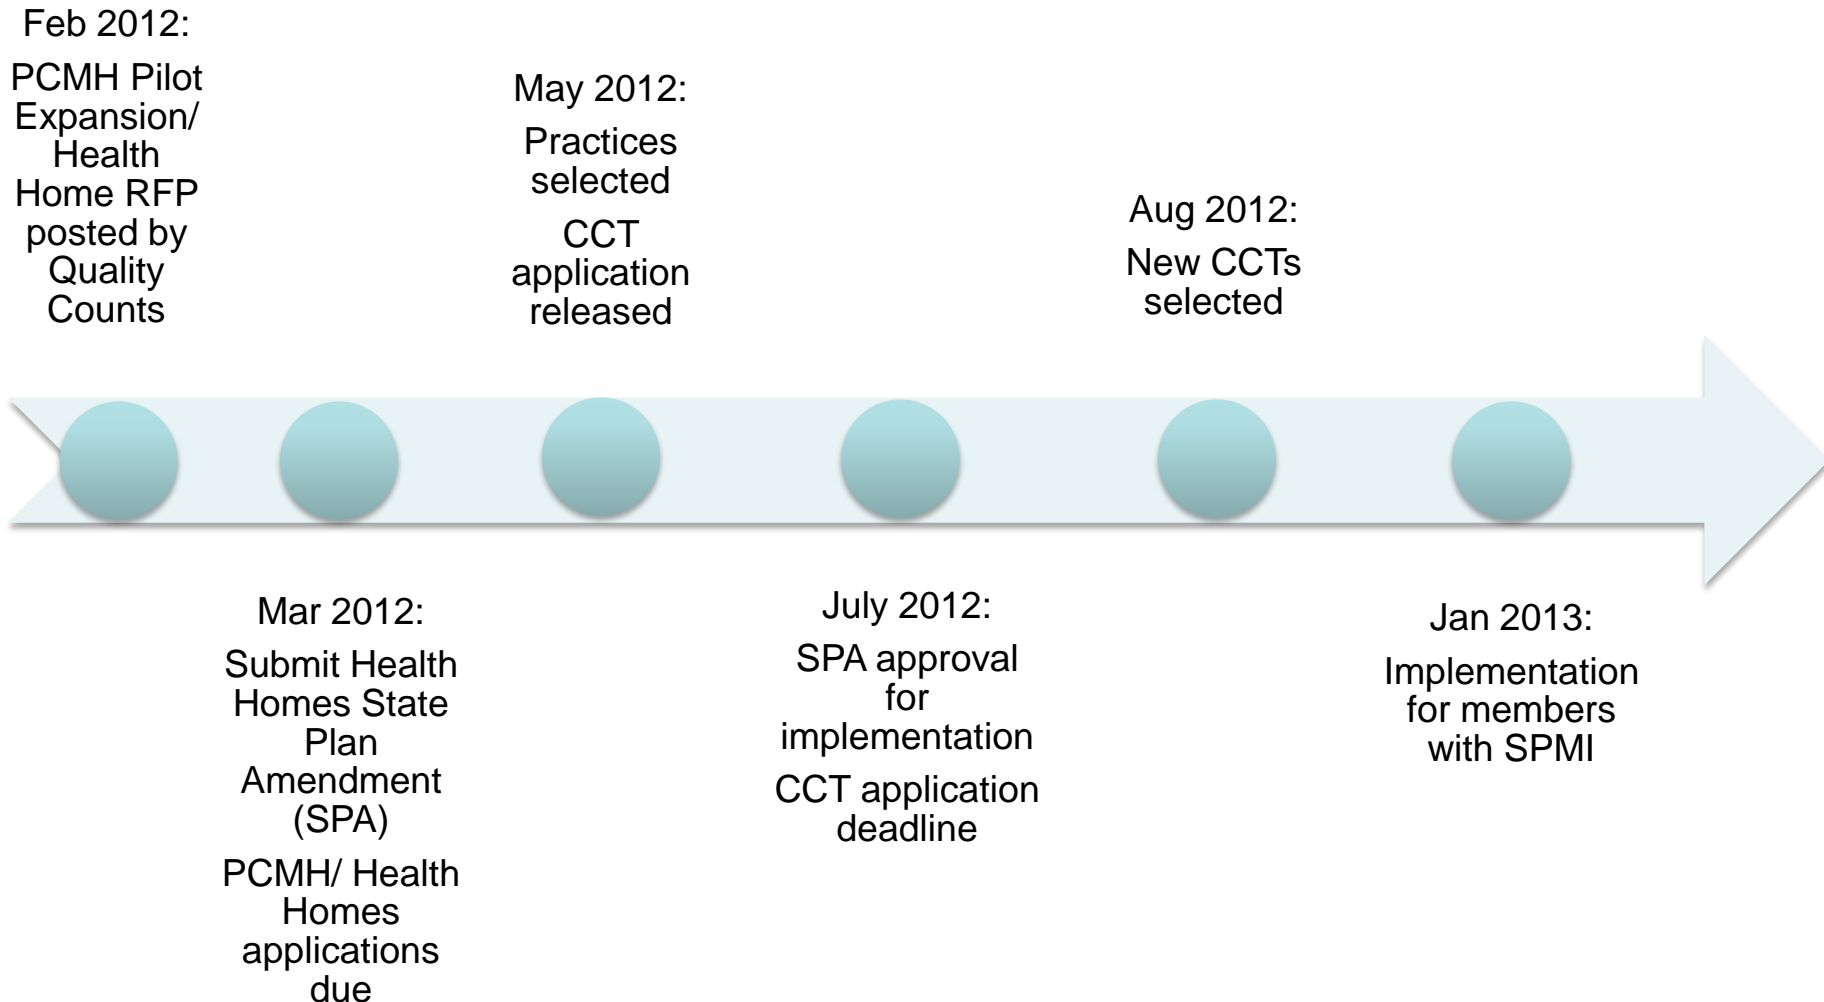 Feb 2012:
PCMH Pilot
Expansion/
Health
Home RFP
posted by
Quality
Counts
Mar 2012:
Submit Health
Homes State
Plan
Amendment
(SPA)
PCMH/ Health
Homes
applications
due
May 2012:
Practices
selected
CCT
application
released
July 2012:
SPA approval
for
implementation
CCT application
deadline
Aug 2012:
New CCTs
selected
Jan 2013:
Implementation
for members
with SPMI